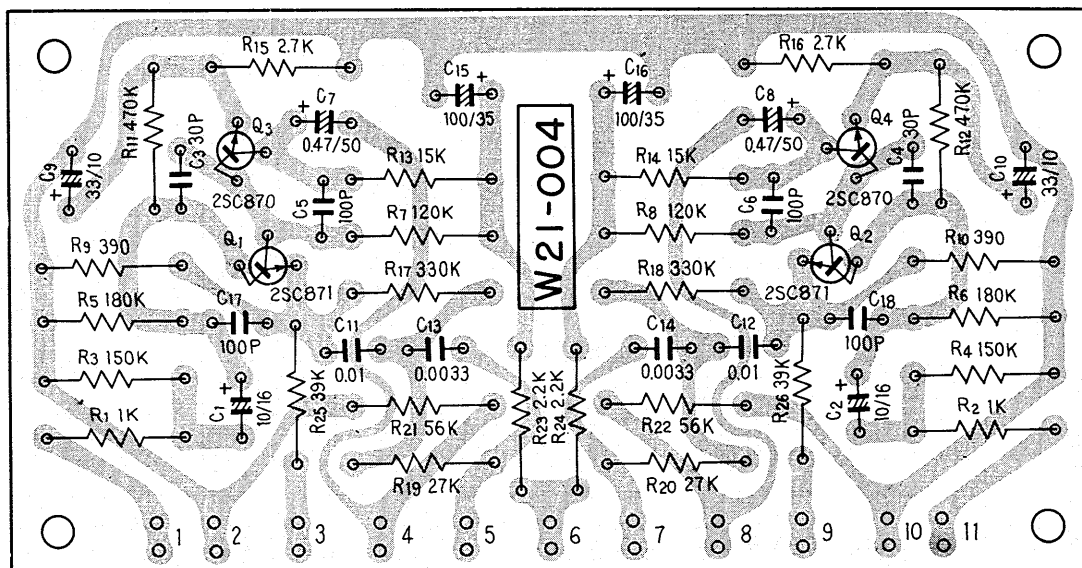 R15 2.7K
R16 2.7K
C15
100/35
C16
100/35
R11 470K
C3 30P
Q3
2SC870
C7
0.47/50
C8
0.47/50
Q4
2SC870
C4 30P
R12 470K
C9
33/10
C10
33/10
R13 15K
R14 15K
C5
100P
C6
100P
R7 120K
R8 120K
W21-004
R9 390
Q1
2SC871
R17 330K
R18 330K
Q2
2SC871
R10 390
R5 180K
R6 180K
C17
100P
C11
0.01
C13
0.0033
C14
0.0033
C12
0.01
C18
100P
R3 150K
R4 150K
C1
10/16
R25 39K
R23 2.2K
R24 2.2K
R26 39K
C2
10/16
R1 1K
R21 56K
R22 56K
R2 1K
R19 27K
R20 27K
1 2 3 4 5 6 7 8 9 10 11